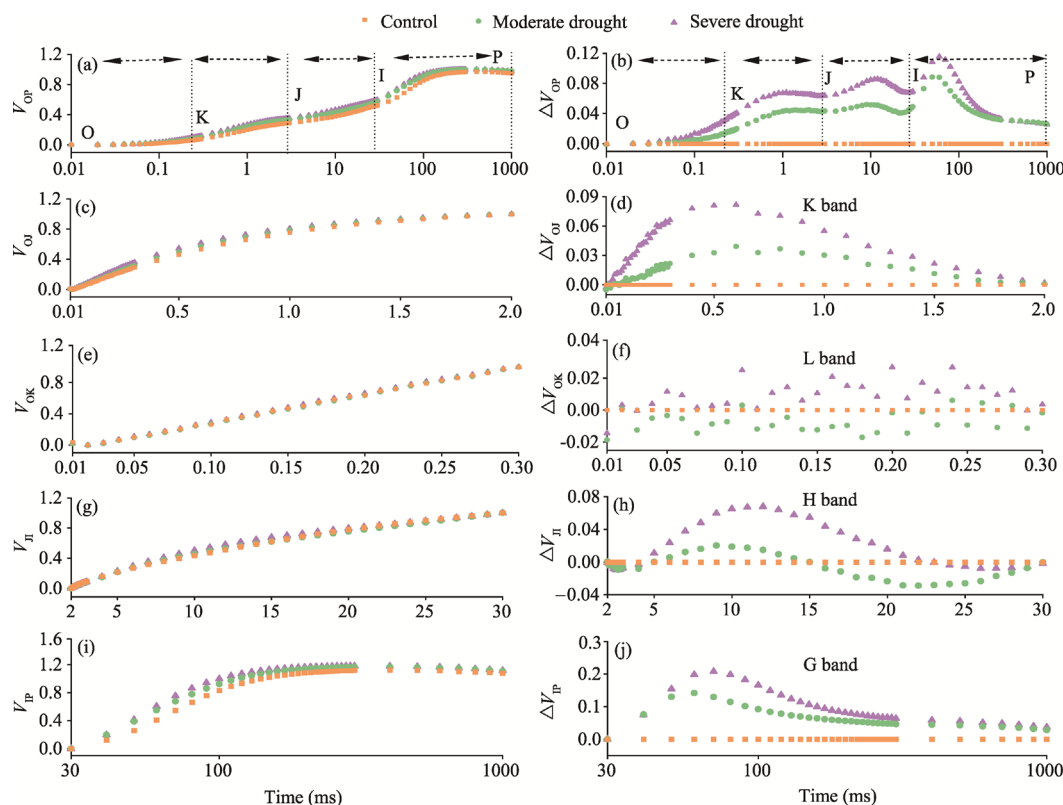 Control Moderate drought Severe drought
(a)
V_OP
1.2
0.8
0.4
0.0
O K J I P
0.01 0.1 1 10 100 1000
(b)
ΔV_OP
0.12
0.08
0.04
0.00
O K J I P
0.01 0.1 1 10 100 1000
(c)
V_OJ
1.2
0.8
0.4
0.0
0.01 0.5 1.0 1.5 2.0
(d) K band
ΔV_OJ
0.09
0.06
0.03
0.00
0.01 0.5 1.0 1.5 2.0
(e)
V_OK
1.2
0.8
0.4
0.0
0.01 0.05 0.10 0.15 0.20 0.25 0.30
(f) L band
ΔV_OK
0.04
0.02
0.00
-0.02
0.01 0.05 0.10 0.15 0.20 0.25 0.30
(g)
V_JI
1.2
0.8
0.4
0.0
2 5 10 15 20 25 30
(h) H band
ΔV_JI
0.08
0.04
0.00
−0.04
2 5 10 15 20 25 30
(i)
V_IP
1.6
1.2
0.8
0.4
0.0
30 100 1000
Time (ms)
(j) G band
ΔV_IP
0.3
0.2
0.1
0.0
30 100 1000
Time (ms)